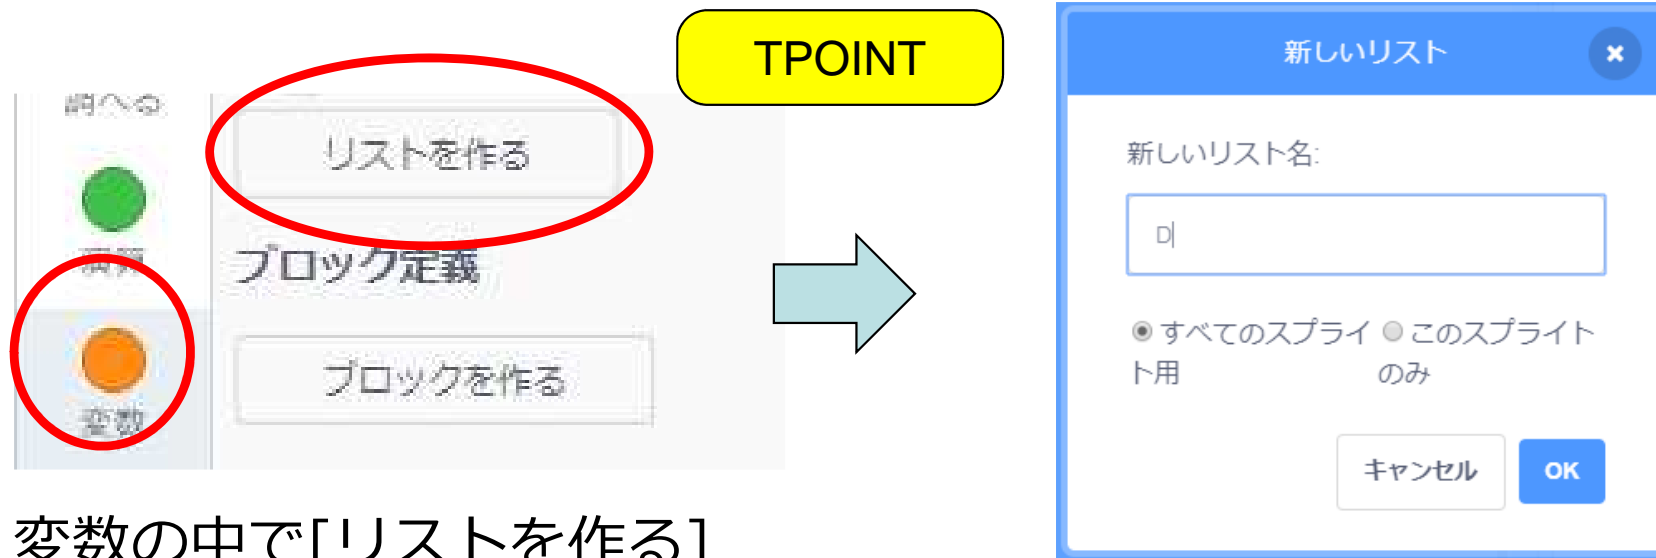 TPOINT
調べる
リストを作る
演算
ブロック定義
変数
ブロックを作る
新しいリスト
新しいリスト名:
D
すべてのスプライ このスプライト
ト用 のみ
キャンセル OK
変数の中で[リストを作る]